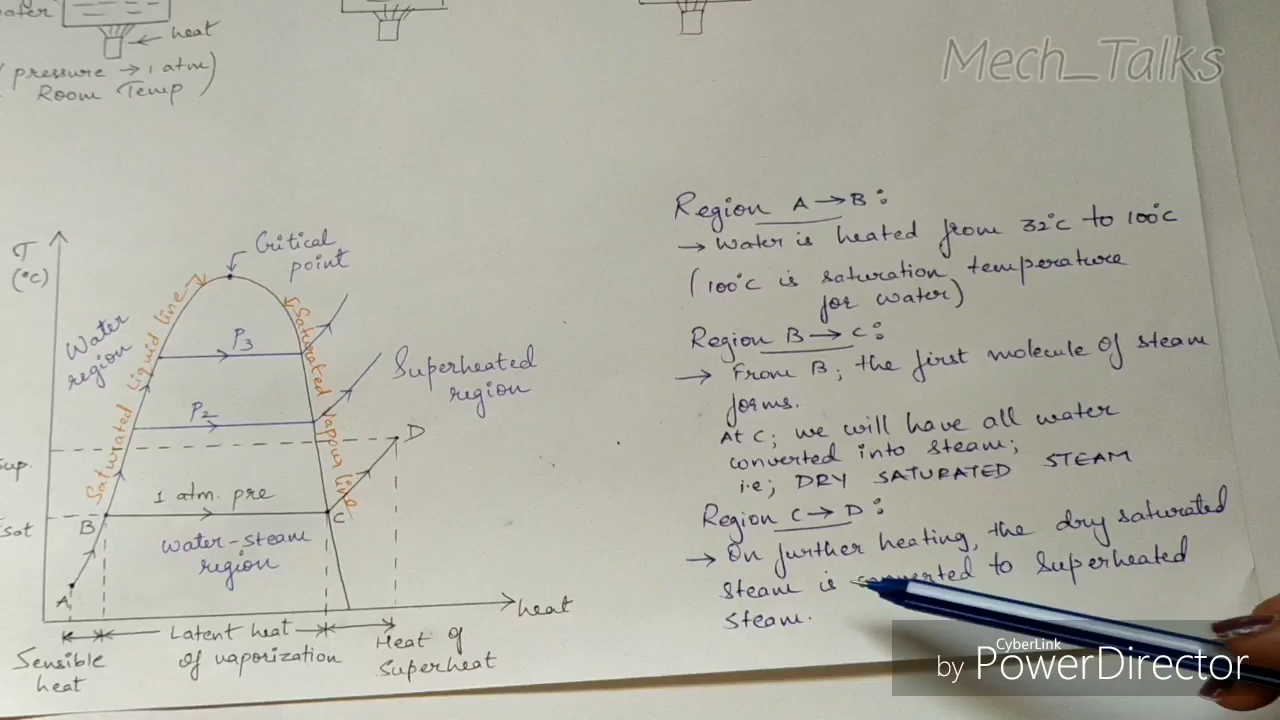 heat
pressure → 1 atm)
Room Temp
Mech_Talks
T
(°c)
Critical
point
Water
region
Saturated liquid line
Saturated Vapour line
P3
P2
Superheated
region
D
sup.
1 atm. pre
B
C
sat
water-steam
region
A
heat
Sensible
heat
Latent heat
of vaporization
Heat of
Superheat
Region A → B :
→ Water is heated from 32°c to 100°c
(100°c is saturation temperature
for water)
Region B → C :
→ From B; the first molecule of steam
forms.
At C; we will have all water
converted into steam;
i.e; DRY SATURATED STEAM
Region C → D :
→ On further heating, the dry saturated
steam is converted to superheated
steam.
CyberLink
by PowerDirector